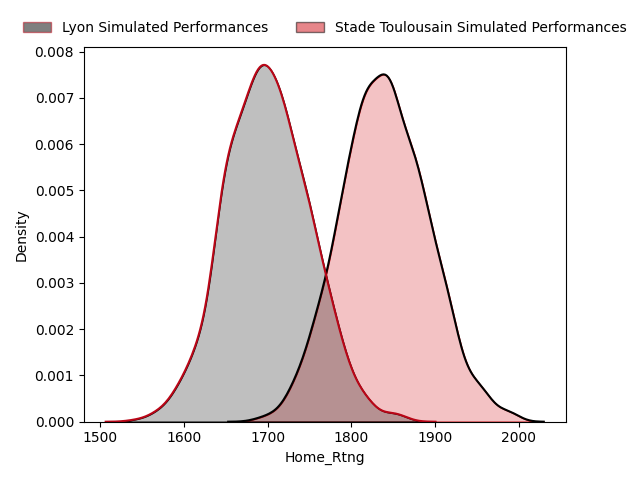 Lyon Simulated Performances Stade Toulousain Simulated Performances
0.008
0.007
0.006
0.005
0.004
0.003
0.002
0.001
0.000
Density
1500 1600 1700 1800 1900 2000
Home_Rtng